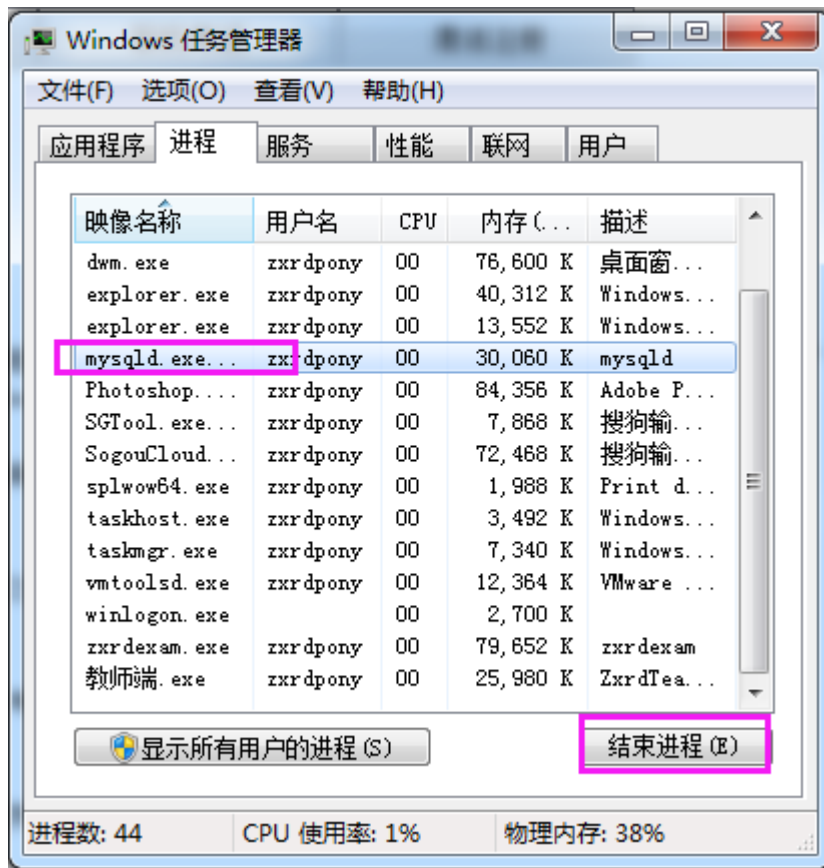 Windows 任务管理器
文件(F) 选项(O) 查看(V) 帮助(H)
应用程序 进程 服务 性能 联网 用户
映像名称 用户名 CPU 内存(... 描述
dwm.exe zxrdpony 00 76,600 K 桌面窗...
explorer.exe zxrdpony 00 40,312 K Windows...
explorer.exe zxrdpony 00 13,552 K Windows...
mysqld.exe... zxrdpony 00 30,060 K mysqld
Photoshop.... zxrdpony 00 84,356 K Adobe P...
SGTool.exe... zxrdpony 00 7,868 K 搜狗输...
SogouCloud... zxrdpony 00 72,468 K 搜狗输...
splwow64.exe zxrdpony 00 1,988 K Print d...
taskhost.exe zxrdpony 00 3,492 K Windows...
taskmgr.exe zxrdpony 00 7,340 K Windows...
vmtoolsd.exe zxrdpony 00 12,364 K VMware ...
winlogon.exe 00 2,700 K
zxrdexam.exe zxrdpony 00 79,652 K zxrdexam
教师端.exe zxrdpony 00 25,980 K ZxrdTea...
显示所有用户的进程(S) 结束进程(E)
进程数: 44 CPU 使用率: 1% 物理内存: 38%